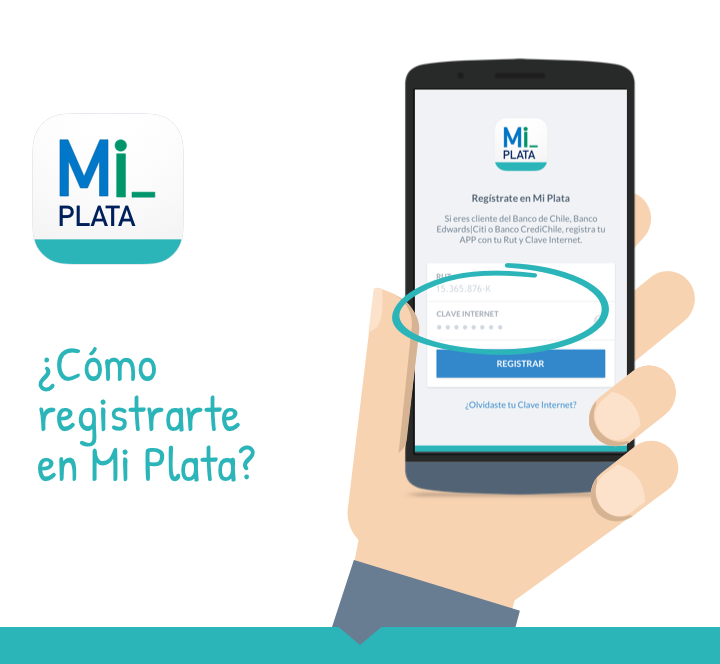 Mi_
PLATA
¿Cómo
registrarte
en Mi Plata?
Mi_
PLATA
Regístrate en Mi Plata
Si eres cliente del Banco de Chile, Banco
Edwards|Citi o Banco CrediChile, registra tu
APP con tu Rut y Clave Internet.
RUT
15.365.876-K
CLAVE INTERNET
REGISTRAR
¿Olvidaste tu Clave Internet?